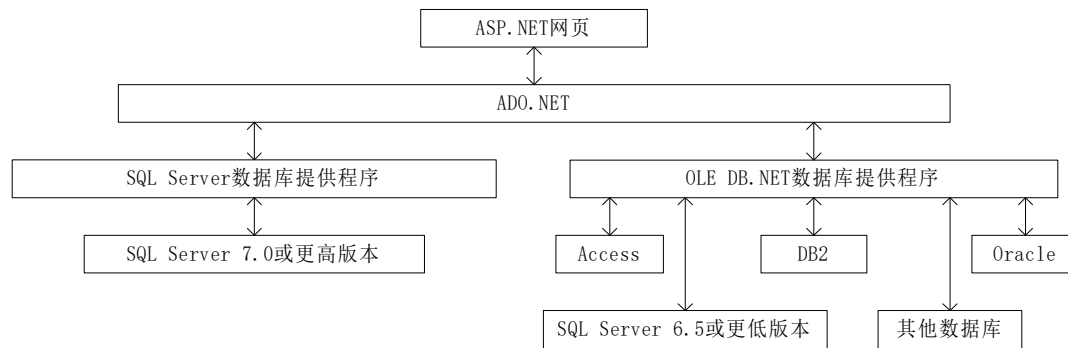 ASP.NET网页
ADO.NET
SQL Server数据库提供程序
OLE DB.NET数据库提供程序
SQL Server 7.0或更高版本
Access
DB2
Oracle
SQL Server 6.5或更低版本
其他数据库